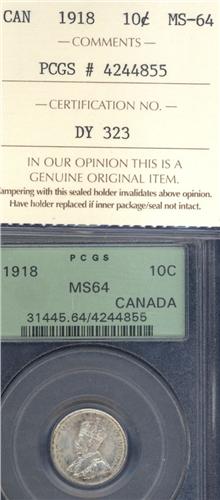 CAN 1918 10¢ MS-64
— COMMENTS —
PCGS # 4244855
— CERTIFICATION NO. —
DY 323
IN OUR OPINION THIS IS A
GENUINE ORIGINAL ITEM.
ampering with this sealed holder invalidates above opinion.
Have holder replaced if inner package/seal not intact.
PCGS
1918 10C
MS64
CANADA
31445.64/4244855